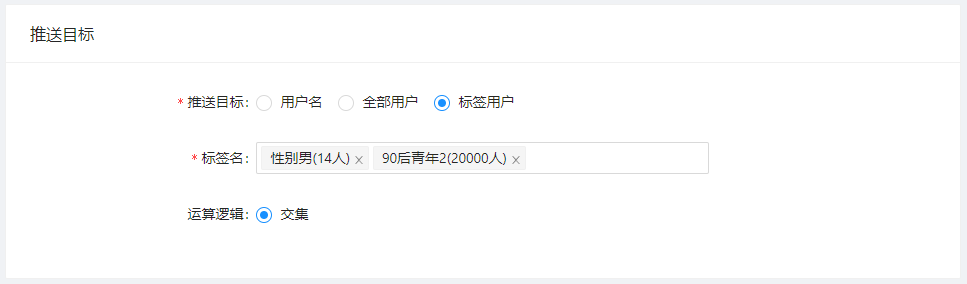 推送目标
* 推送目标: 用户名 全部用户 标签用户
* 标签名: 性别男(14人) x 90后青年2(20000人) x
运算逻辑: 交集